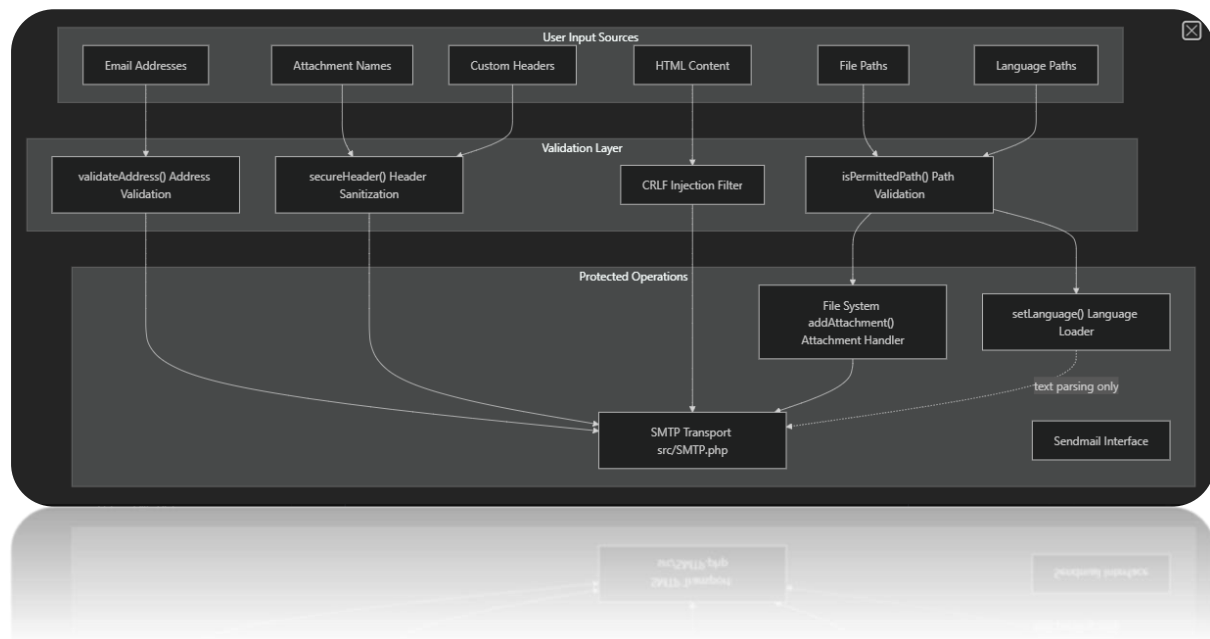 User Input Sources
Email Addresses
Attachment Names
Custom Headers
HTML Content
File Paths
Language Paths
Validation Layer
validateAddress() Address
Validation
secureHeader() Header
Sanitization
CRLF Injection Filter
isPermittedPath() Path
Validation
Protected Operations
File System
addAttachment()
Attachment Handler
setLanguage() Language
Loader
text parsing only
SMTP Transport
src/SMTP.php
Sendmail Interface